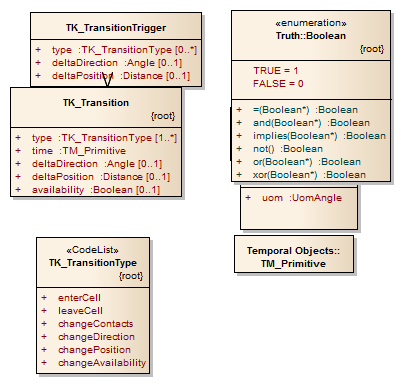 TK_TransitionTrigger
+ type :TK_TransitionType [0..*]
+ deltaDirection :Angle [0..1]
+ deltaPosition :Distance [0..1]
TK_Transition
{root}
+ type :TK_TransitionType [1..*]
+ time :TM_Primitive
+ deltaDirection :Angle [0..1]
+ deltaPosition :Distance [0..1]
+ availability :Boolean [0..1]
«enumeration»
Truth::Boolean
{root}
TRUE = 1
FALSE = 0
+ =(Boolean*) :Boolean
+ and(Boolean*) :Boolean
+ implies(Boolean*) :Boolean
+ not() :Boolean
+ or(Boolean*) :Boolean
+ xor(Boolean*) :Boolean
+ uom :UomAngle
Temporal Objects::
TM_Primitive
«CodeList»
TK_TransitionType
{root}
+ enterCell
+ leaveCell
+ changeContacts
+ changeDirection
+ changePosition
+ changeAvailability